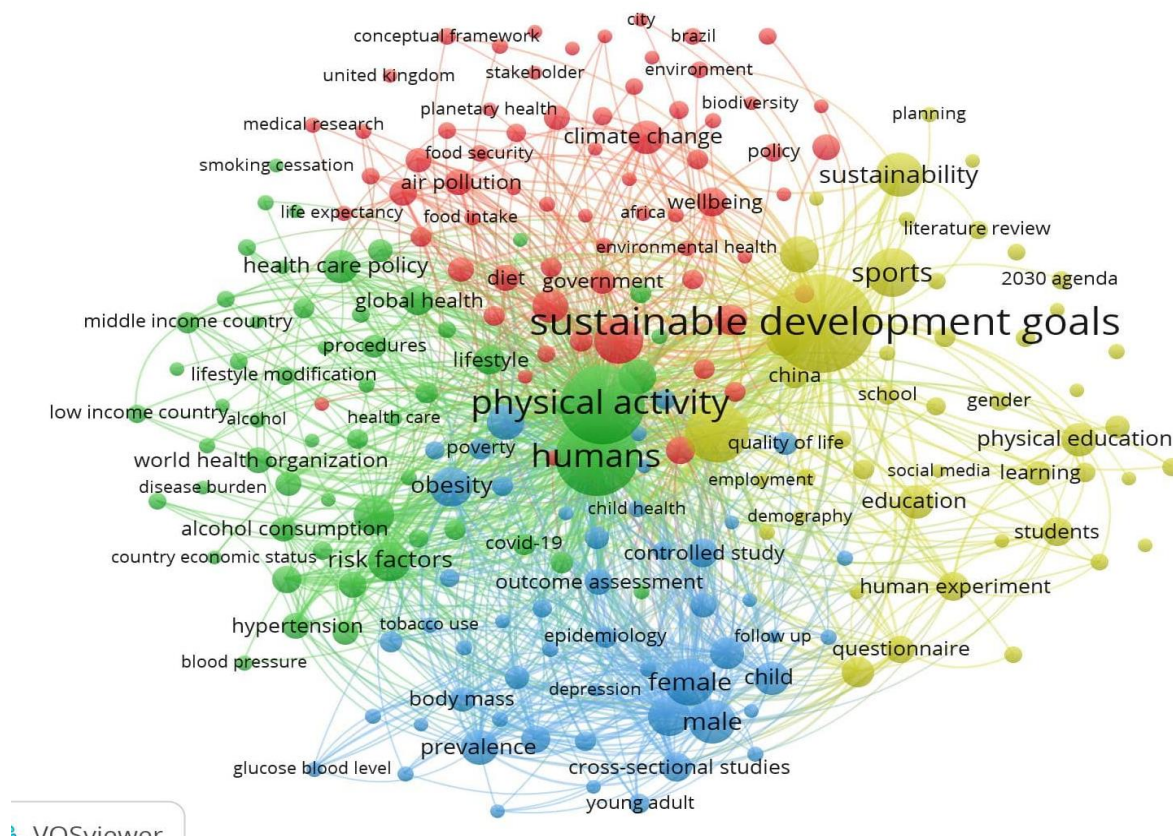 city
conceptual framework
brazil
united kingdom
stakeholder
environment
planetary health
biodiversity
planning
medical research
climate change
food security
policy
smoking cessation
air pollution
sustainability
life expectancy
food intake
africa
wellbeing
literature review
environmental health
health care policy
diet
government
sports
2030 agenda
global health
middle income country
sustainable development goals
procedures
lifestyle
lifestyle modification
china
school
gender
low income country
alcohol
health care
physical activity
physical education
poverty
humans
quality of life
world health organization
disease burden
obesity
employment
social media
learning
child health
demography
education
alcohol consumption
country economic status
risk factors
covid-19
controlled study
students
outcome assessment
human experiment
hypertension
tobacco use
epidemiology
follow up
questionnaire
blood pressure
body mass
depression
female
child
prevalence
male
glucose blood level
cross-sectional studies
young adult
VOSviewer